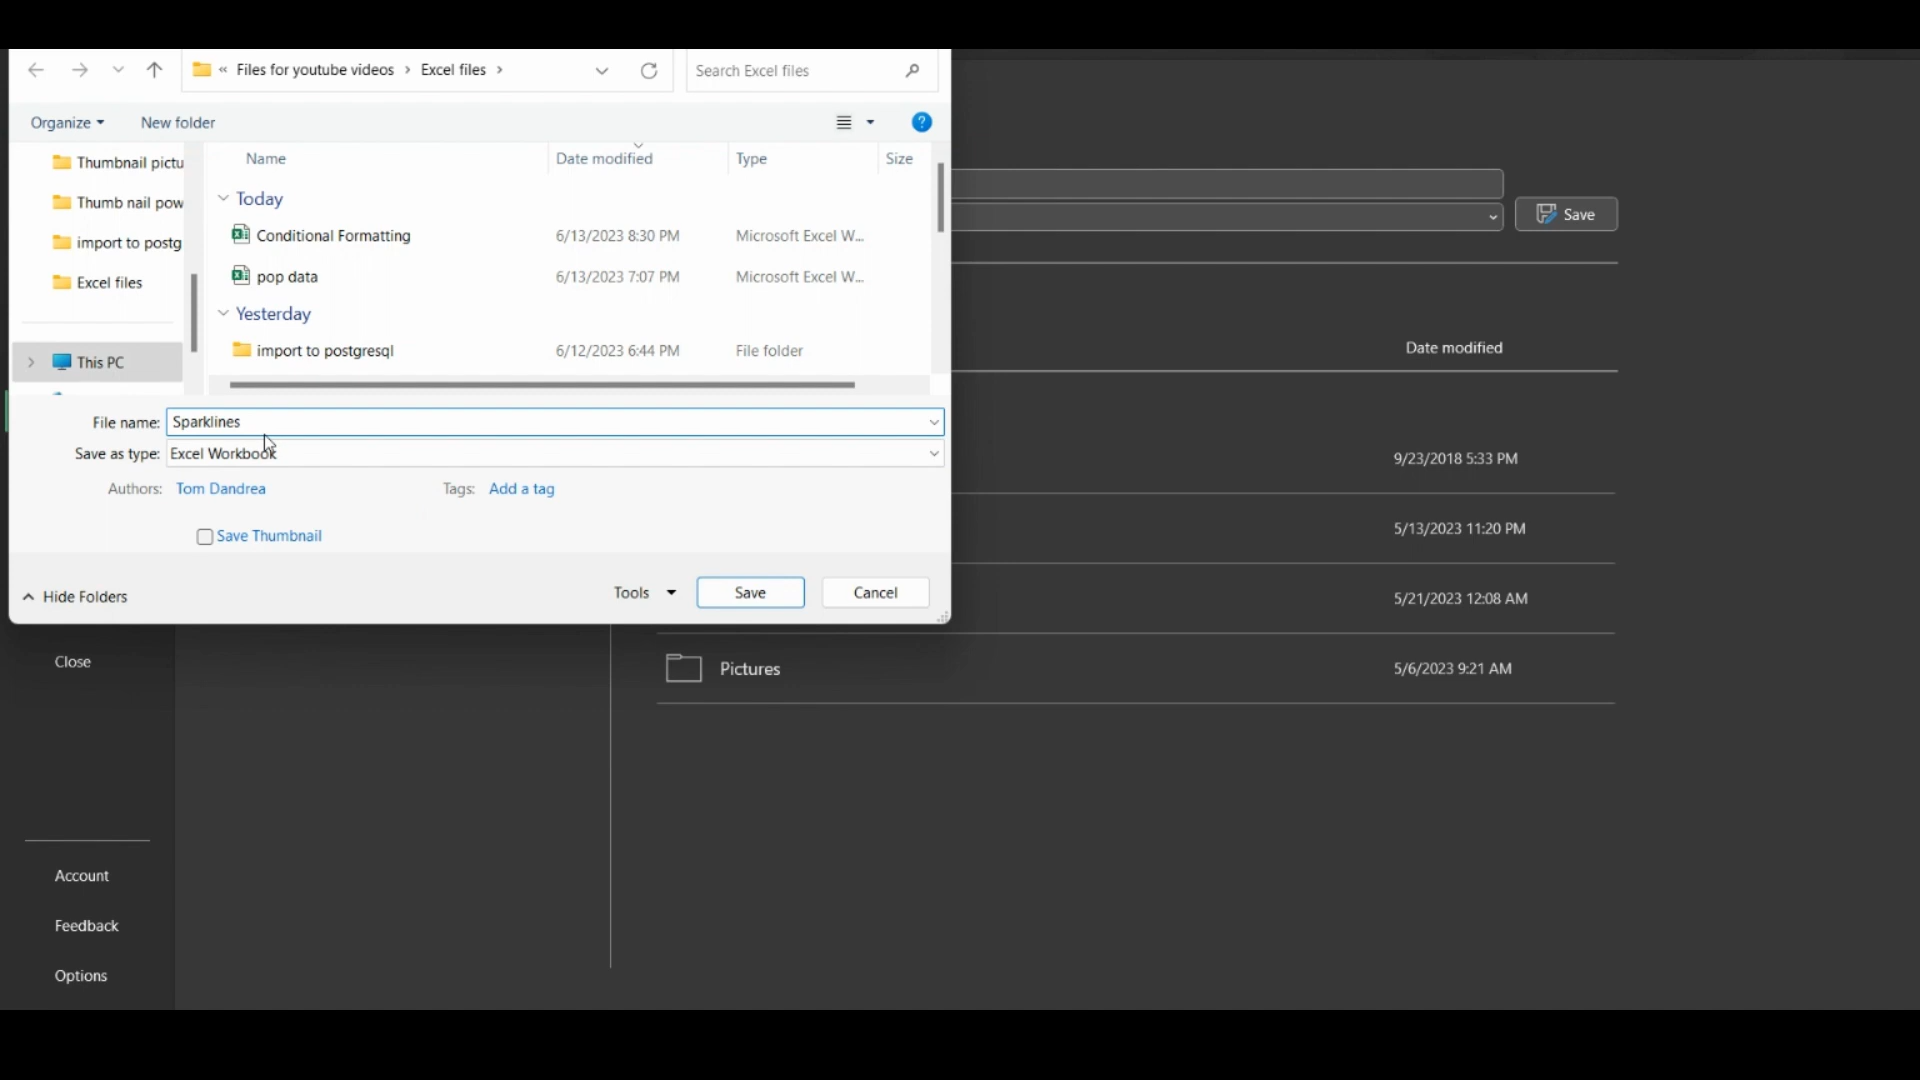 « Files for youtube videos > Excel files >
Search Excel files
Organize
New folder
?
Thumbnail pictu
Thumb nail pow
import to postg
Excel files
This PC
Name Date modified Type Size
Today
Conditional Formatting 6/13/2023 8:30 PM Microsoft Excel W...
pop data 6/13/2023 7:07 PM Microsoft Excel W...
Yesterday
import to postgresql 6/12/2023 6:44 PM File folder
File name: Sparklines
Save as type: Excel Workbook
Authors: Tom Dandrea Tags: Add a tag
Save Thumbnail
Hide Folders
Tools Save Cancel
Save
Date modified
9/23/2018 5:33 PM
5/13/2023 11:20 PM
5/21/2023 12:08 AM
Pictures 5/6/2023 9:21 AM
Close
Account
Feedback
Options